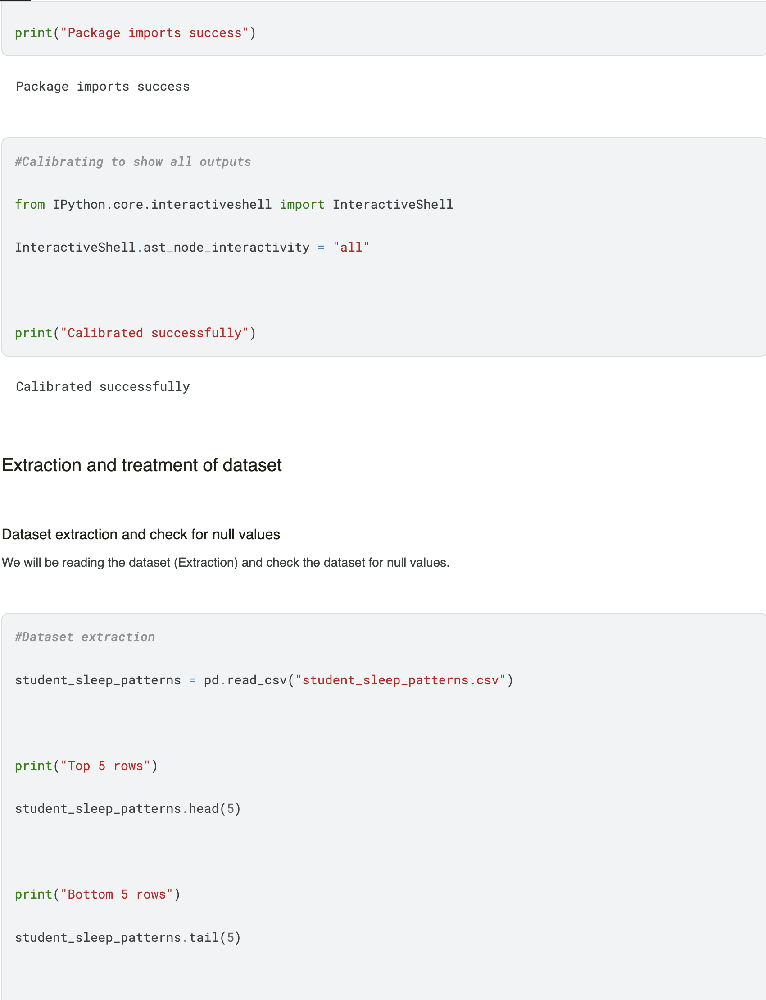 print("Package imports success")
Package imports success
#Calibrating to show all outputs
from IPython.core.interactiveshell import InteractiveShell
InteractiveShell.ast_node_interactivity = "all"
print("Calibrated successfully")
Calibrated successfully
Extraction and treatment of dataset
Dataset extraction and check for null values
We will be reading the dataset (Extraction) and check the dataset for null values.
#Dataset extraction
student_sleep_patterns = pd.read_csv("student_sleep_patterns.csv")
print("Top 5 rows")
student_sleep_patterns.head(5)
print("Bottom 5 rows")
student_sleep_patterns.tail(5)